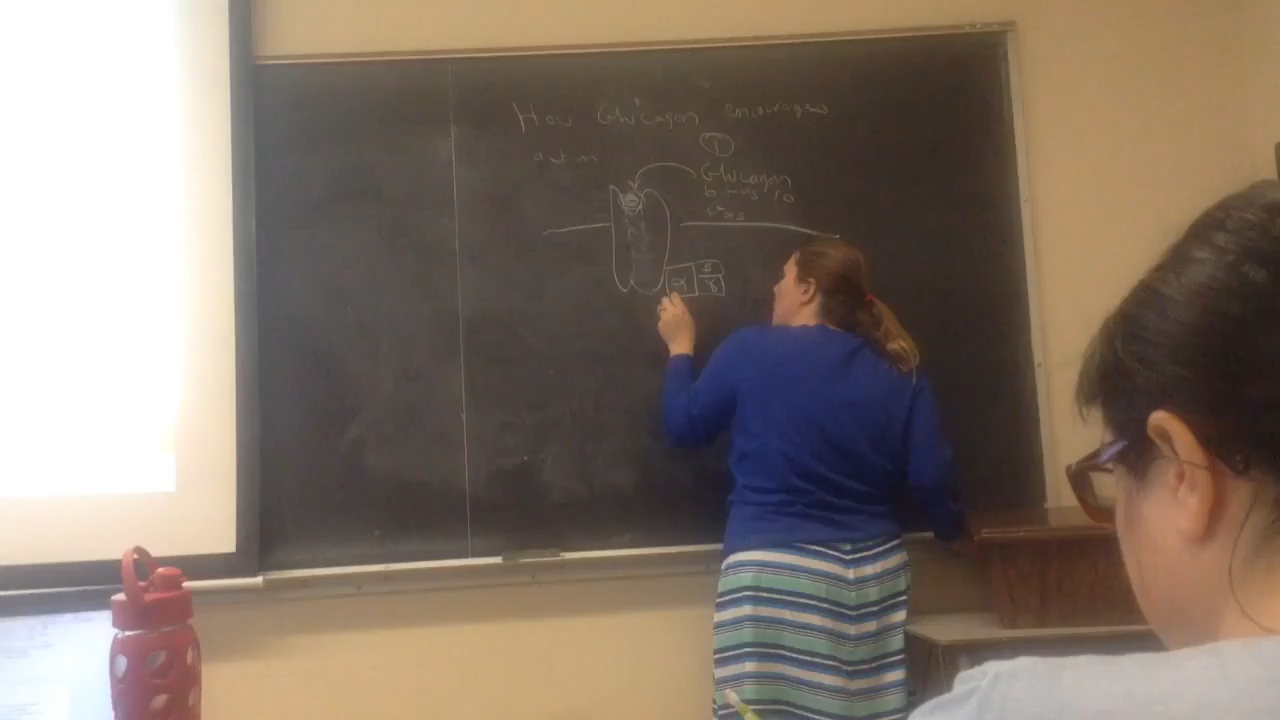 How Glucagon encourages
action
1
Glucagon
binds to
α
β
γ